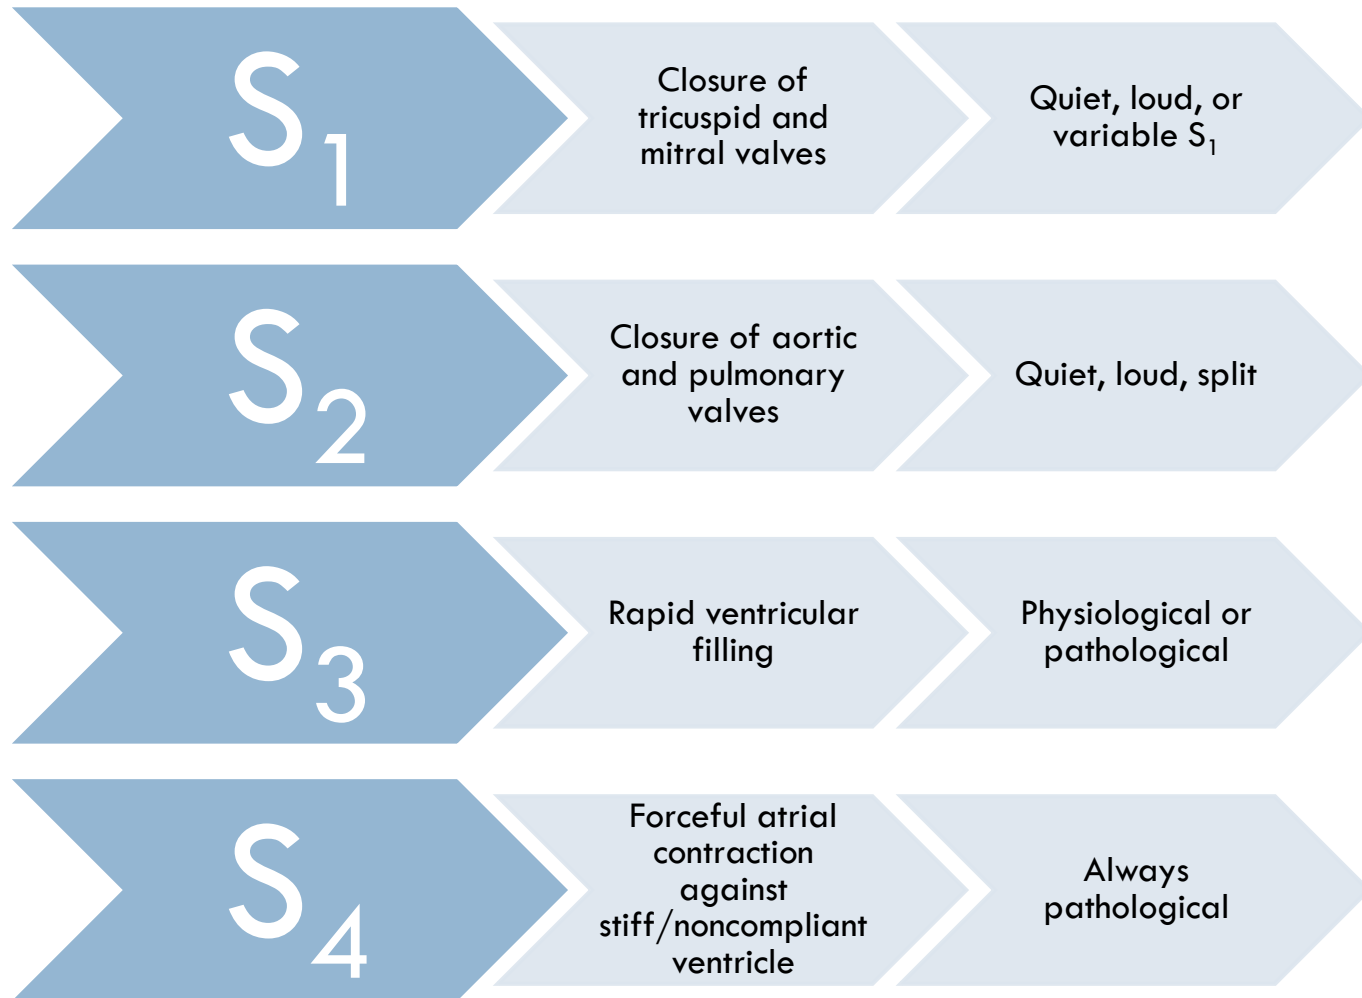 S₁
Closure of
tricuspid and
mitral valves
Quiet, loud, or
variable S₁
S₂
Closure of aortic
and pulmonary
valves
Quiet, loud, split
S₃
Rapid ventricular
filling
Physiological or
pathological
S₄
Forceful atrial
contraction
against
stiff/noncompliant
ventricle
Always
pathological